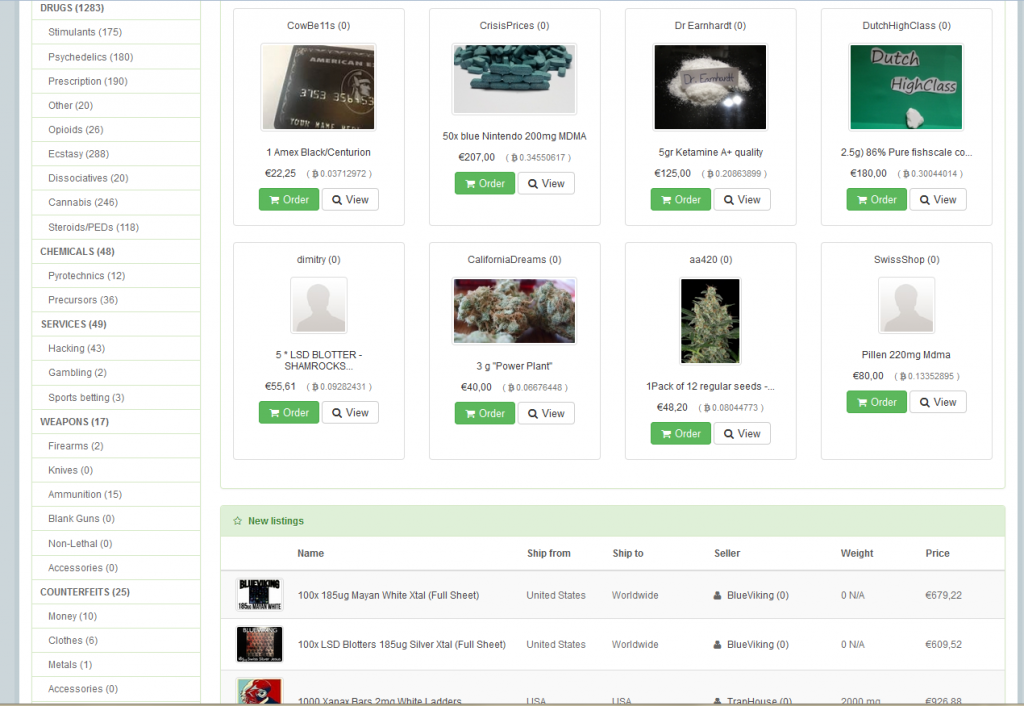 DRUGS (1283)
Stimulants (175)
Psychedelics (180)
Prescription (190)
Other (20)
Opioids (26)
Ecstasy (288)
Dissociatives (20)
Cannabis (246)
Steroids/PEDs (118)
CHEMICALS (48)
Pyrotechnics (12)
Precursors (36)
SERVICES (49)
Hacking (43)
Gambling (2)
Sports betting (3)
WEAPONS (17)
Firearms (2)
Knives (0)
Ammunition (15)
Blank Guns (0)
Non-Lethal (0)
Accessories (0)
COUNTERFEITS (25)
Money (10)
Clothes (6)
Metals (1)
Accessories (0)
CowBe11s (0)
AMERICAN E
3753 356453
YOUR NAME HERE
1 Amex Black/Centurion
€22,25 ( ฿ 0.03712972 )
Order View
CrisisPrices (0)
50x blue Nintendo 200mg MDMA
€207,00 ( ฿ 0.34550617 )
Order View
Dr Earnhardt (0)
Dr. Earnhardt
5gr Ketamine A+ quality
€125,00 ( ฿ 0.20863899 )
Order View
DutchHighClass (0)
Dutch
HighClass
2.5g) 86% Pure fishscale co...
€180,00 ( ฿ 0.30044014 )
Order View
dimitry (0)
5 * LSD BLOTTER -
SHAMROCKS...
€55,61 ( ฿ 0.09282431 )
Order View
CaliforniaDreams (0)
3 g "Power Plant"
€40,00 ( ฿ 0.06676448 )
Order View
aa420 (0)
1Pack of 12 regular seeds -...
€48,20 ( ฿ 0.08044773 )
Order View
SwissShop (0)
Pillen 220mg Mdma
€80,00 ( ฿ 0.13352895 )
Order View
New listings
Name Ship from Ship to Seller Weight Price
BLUEVIKING
185ug MAYAN WHITE
100x 185ug Mayan White Xtal (Full Sheet) United States Worldwide BlueViking (0) 0 N/A €679,22
BLUEVIKING
100x LSD Blotters 185ug Silver Xtal (Full Sheet) United States Worldwide BlueViking (0) 0 N/A €609,52
1000 Xanax Bars 2mg White Ladders USA USA TrapHouse (0) 2000 mg €926,88